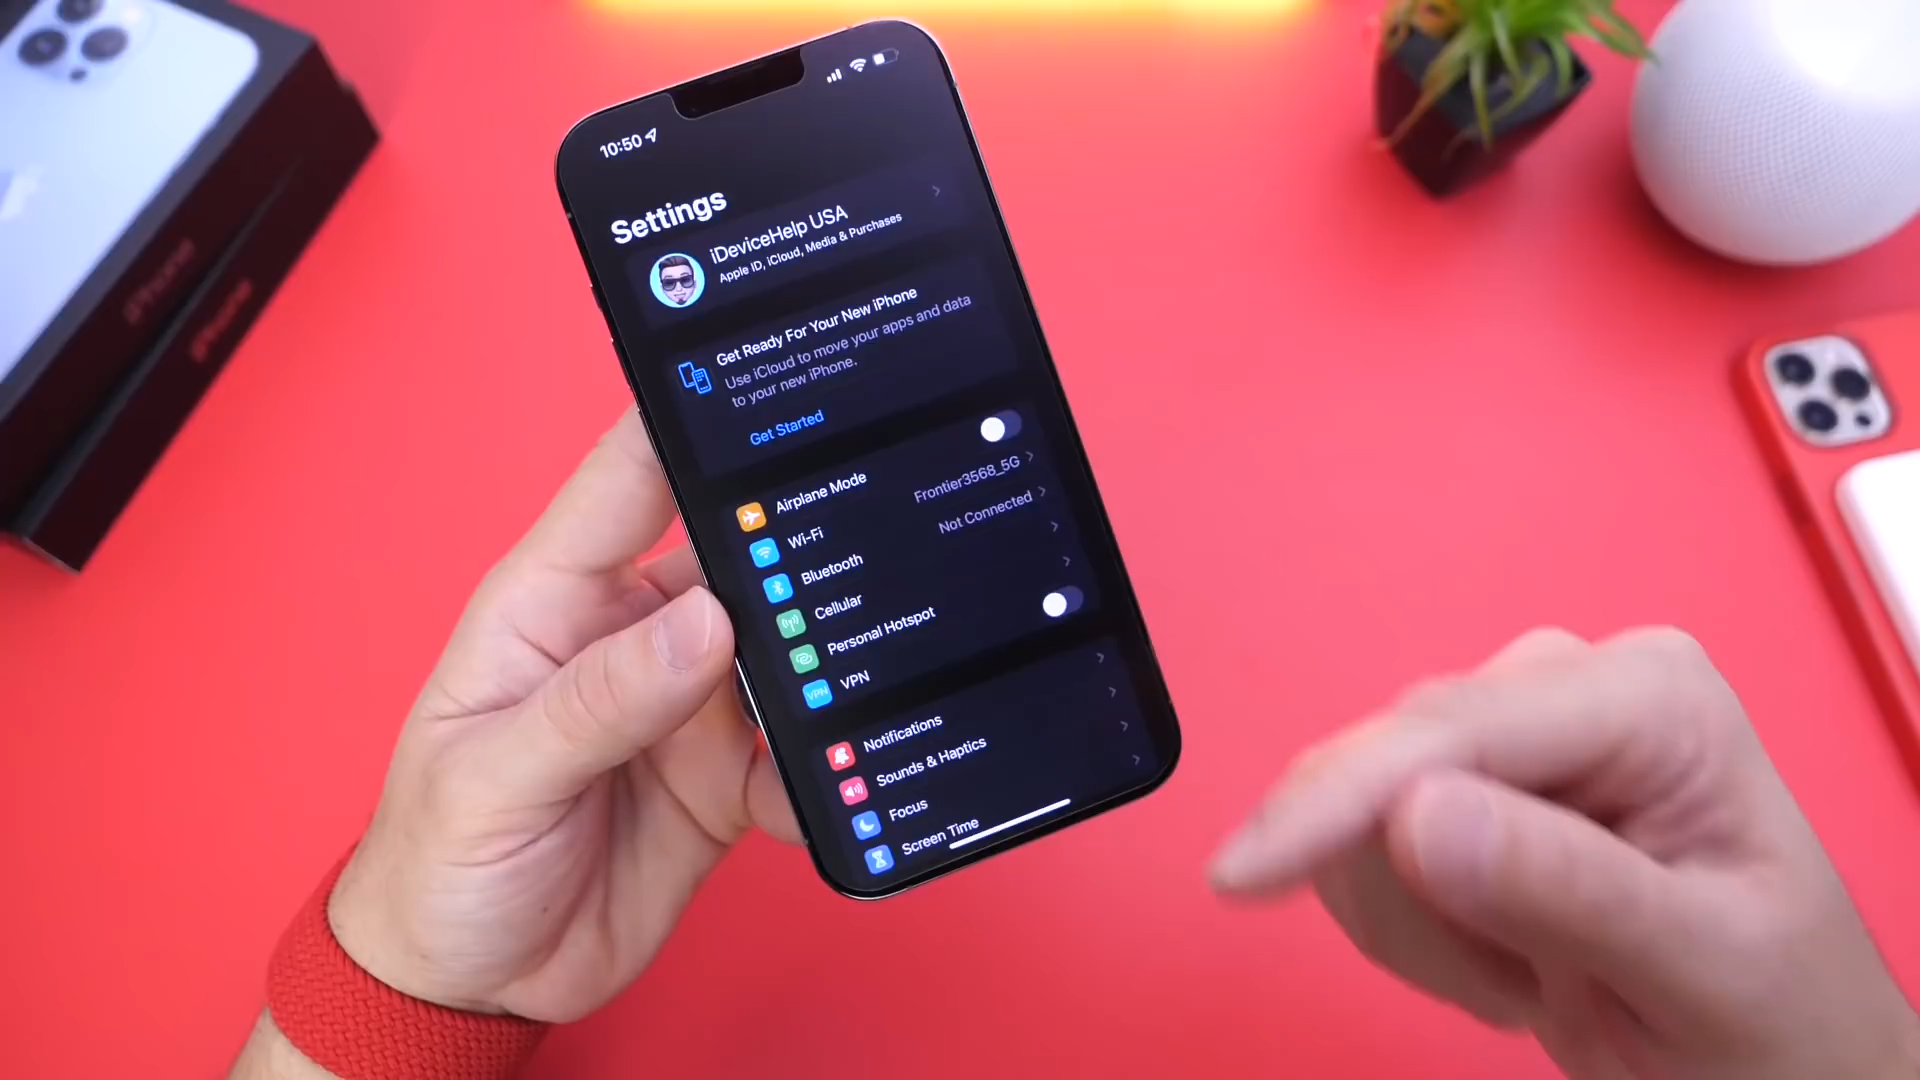 10:50
Settings
iDeviceHelp USA
Apple ID, iCloud, Media & Purchases
Get Ready For Your New iPhone
Use iCloud to move your apps and data
to your new iPhone.
Get Started
Airplane Mode
Wi-Fi
Frontier3568_5G
Bluetooth
Not Connected
Cellular
Personal Hotspot
VPN
VPN
Notifications
Sounds & Haptics
Focus
Screen Time
iPhone
iPhone